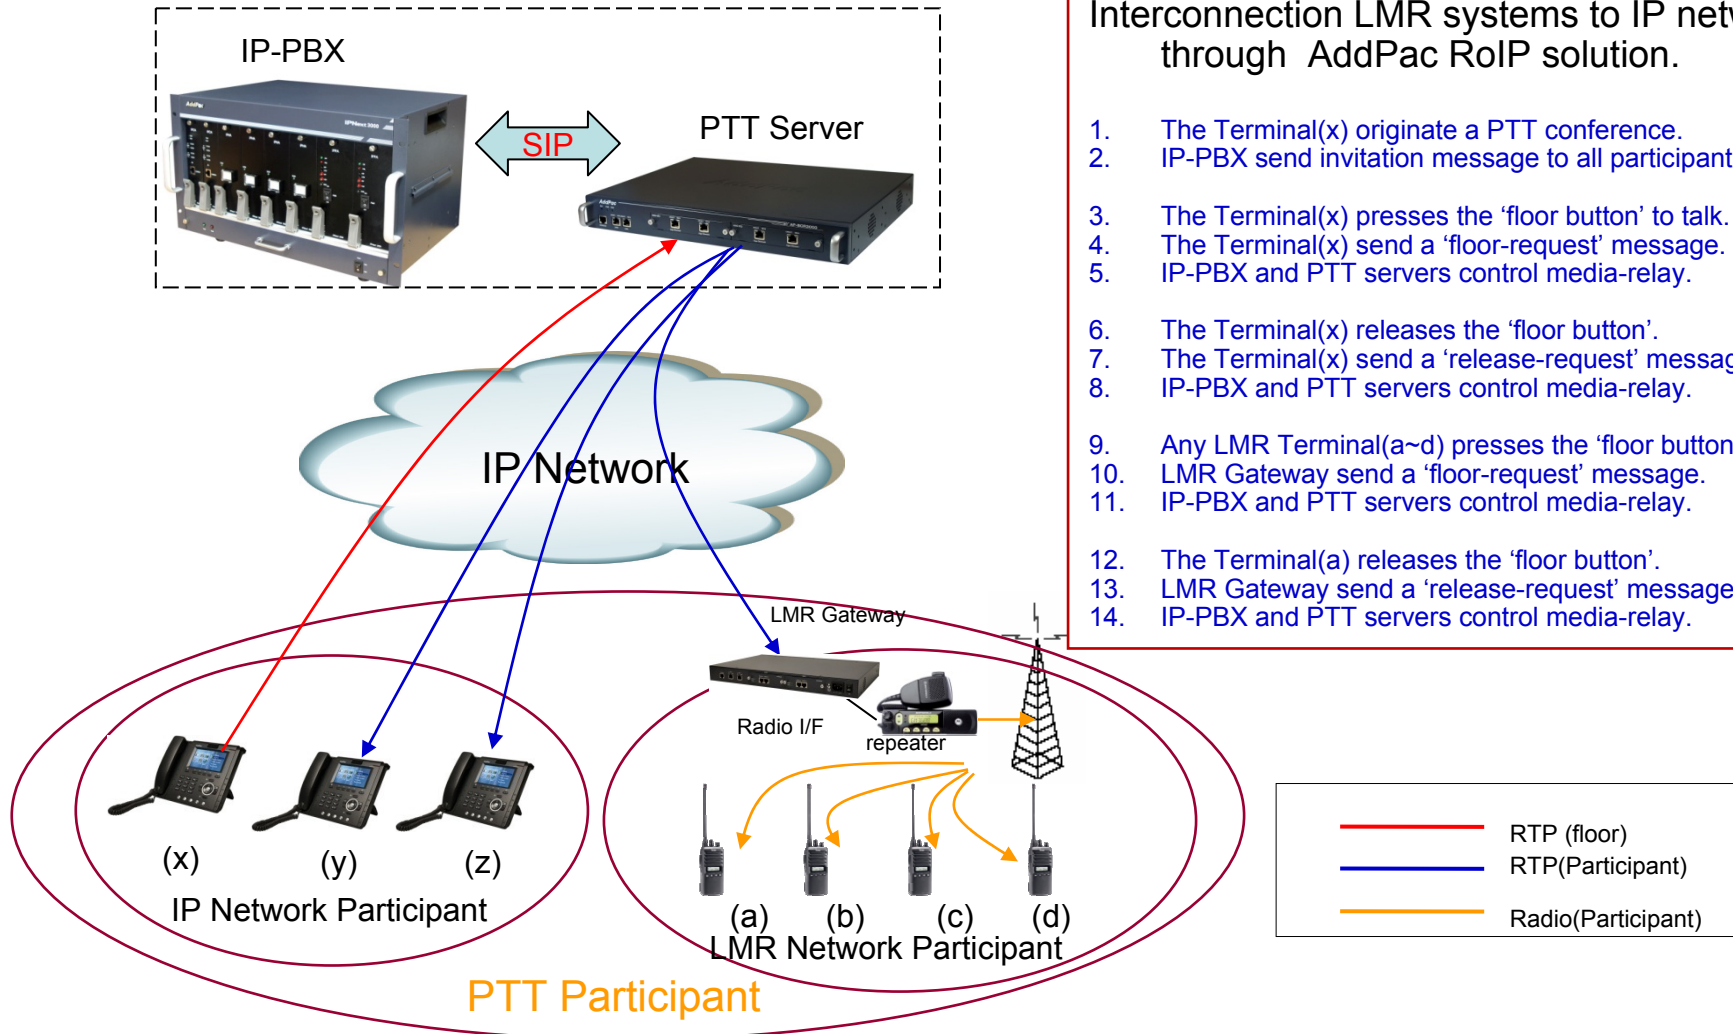 IP-PBX
SIP
PTT Server
AddPac
IP Network
LMR Gateway
Radio I/F
repeater
(x)
(y)
(z)
IP Network Participant
(a)
(b)
(c)
(d)
LMR Network Participant
PTT Participant
Interconnection LMR systems to IP netw
through AddPac RoIP solution.
1. The Terminal(x) originate a PTT conference.
2. IP-PBX send invitation message to all participant
3. The Terminal(x) presses the ‘floor button’ to talk.
4. The Terminal(x) send a ‘floor-request’ message.
5. IP-PBX and PTT servers control media-relay.
6. The Terminal(x) releases the ‘floor button’.
7. The Terminal(x) send a ‘release-request’ messag
8. IP-PBX and PTT servers control media-relay.
9. Any LMR Terminal(a~d) presses the ‘floor button
10. LMR Gateway send a ‘floor-request’ message.
11. IP-PBX and PTT servers control media-relay.
12. The Terminal(a) releases the ‘floor button’.
13. LMR Gateway send a ‘release-request’ message
14. IP-PBX and PTT servers control media-relay.
RTP (floor)
RTP(Participant)
Radio(Participant)